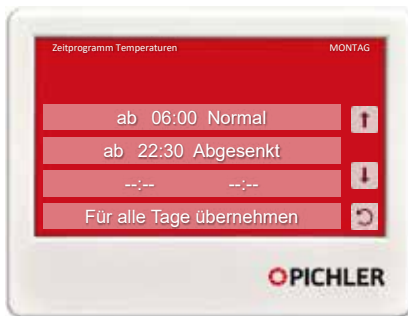 Zeitprogramm Temperaturen MONTAG
ab 06:00 Normal
ab 22:30 Abgesenkt
--:-- --:--
Für alle Tage übernehmen
PICHLER